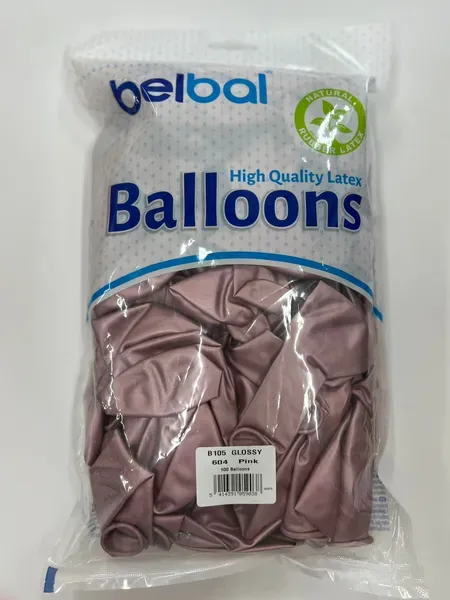 belbal
NATURAL
RUBBER LATEX
High Quality Latex
Balloons
B105 GLOSSY
604 Pink
100 Balloons